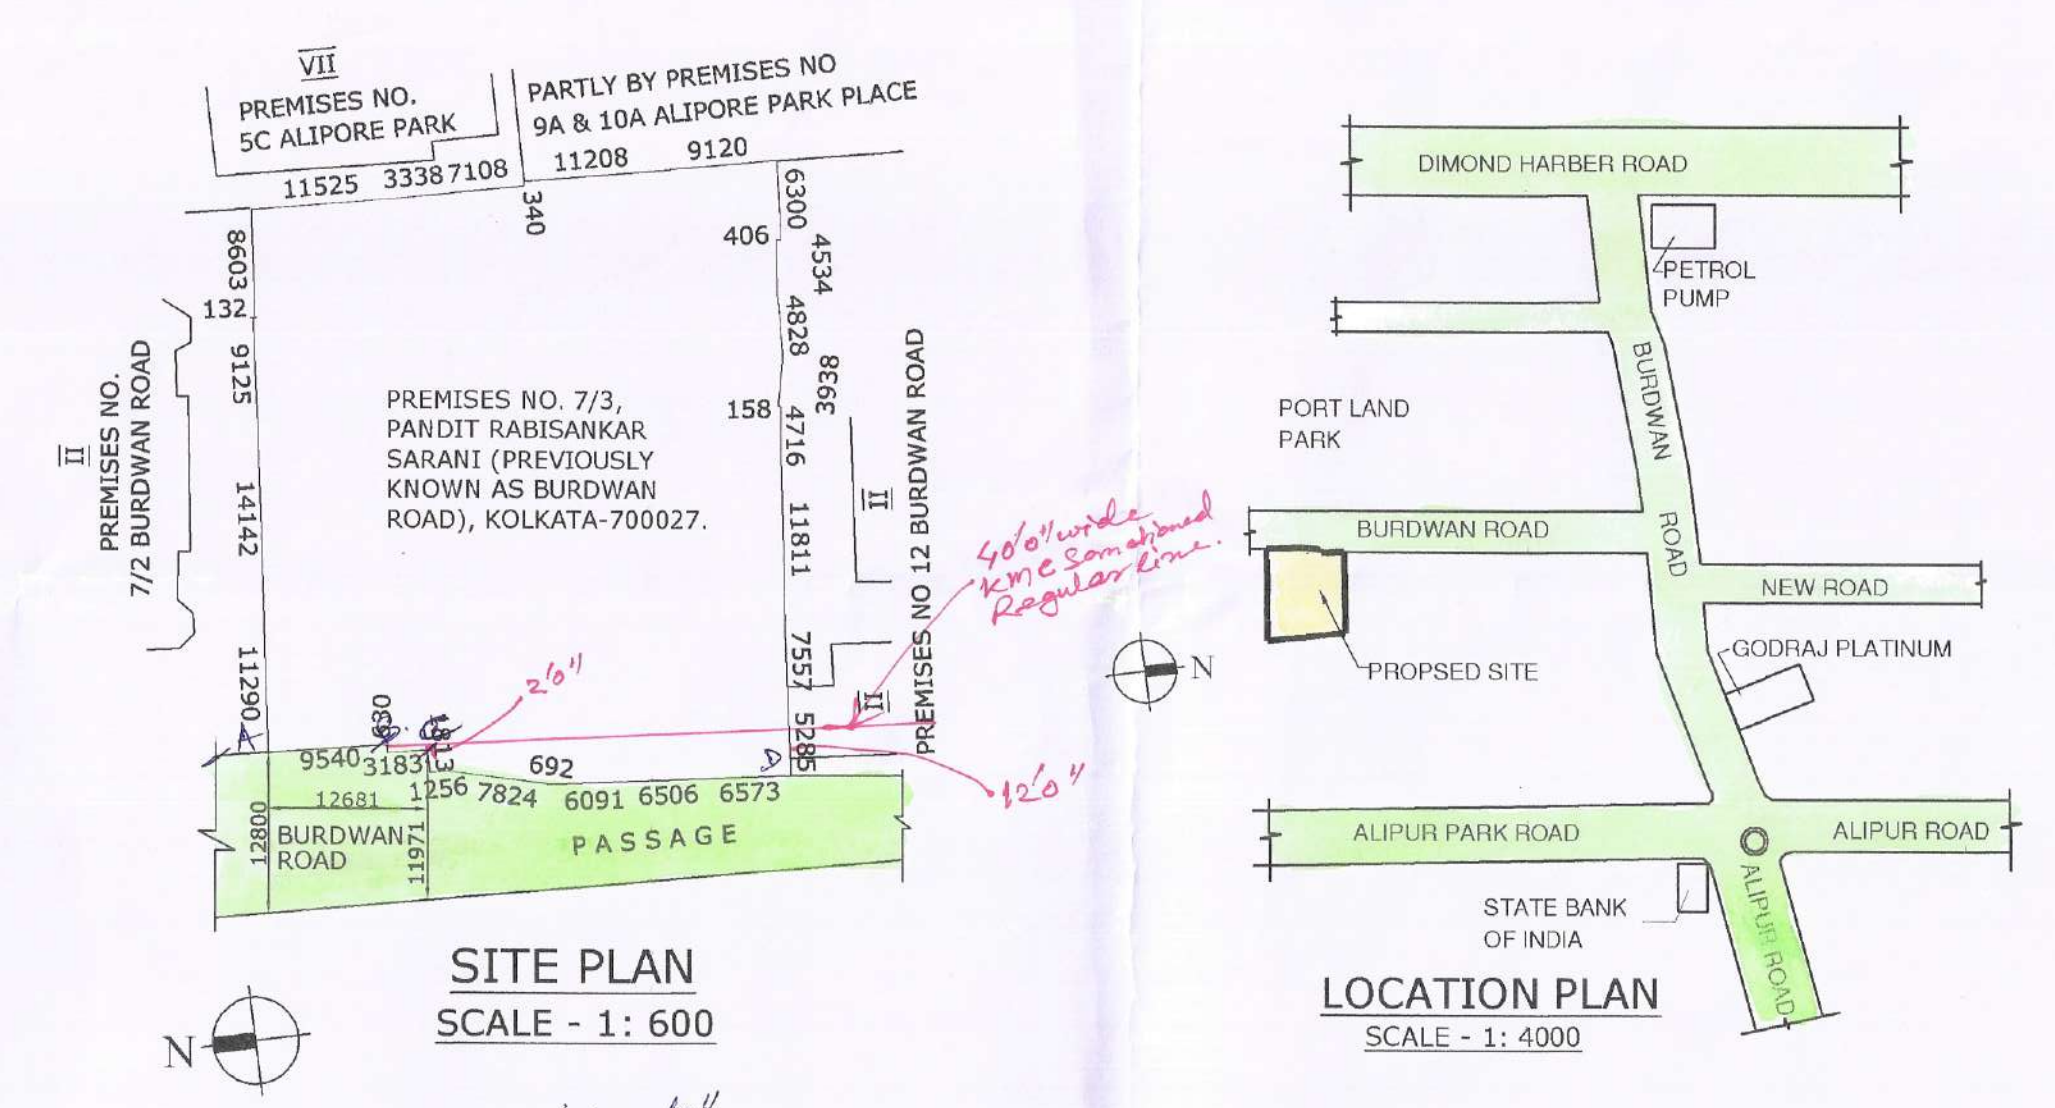 VII
PREMISES NO.
5C ALIPORE PARK
PARTLY BY PREMISES NO
9A & 10A ALIPORE PARK PLACE
11525 3338 7108 11208 9120
340
6300
406
4534
4828
8398
158
4716
11811
7557
5285
8603
132
9125
14142
11290
II
PREMISES NO.
7/2 BURDWAN ROAD
PREMISES NO. 7/3,
PANDIT RABISANKAR
SARANI (PREVIOUSLY
KNOWN AS BURDWAN
ROAD), KOLKATA-700027.
II
II
PREMISES NO 12 BURDWAN ROAD
40'0" wide
KMC Sanctioned
Regular line.
2'0"
12'0"
A
D
630
9540 3183 692
1256 7824 6091 6506 6573
12681
12800
11971
BURDWAN
ROAD
PASSAGE
SITE PLAN
SCALE - 1: 600
N
DIMOND HARBER ROAD
PETROL
PUMP
BURDWAN
ROAD
PORT LAND
PARK
BURDWAN ROAD
NEW ROAD
PROPSED SITE
GODRAJ PLATINUM
N
ALIPUR PARK ROAD
ALIPUR ROAD
ALIPUR ROAD
STATE BANK
OF INDIA
LOCATION PLAN
SCALE - 1: 4000